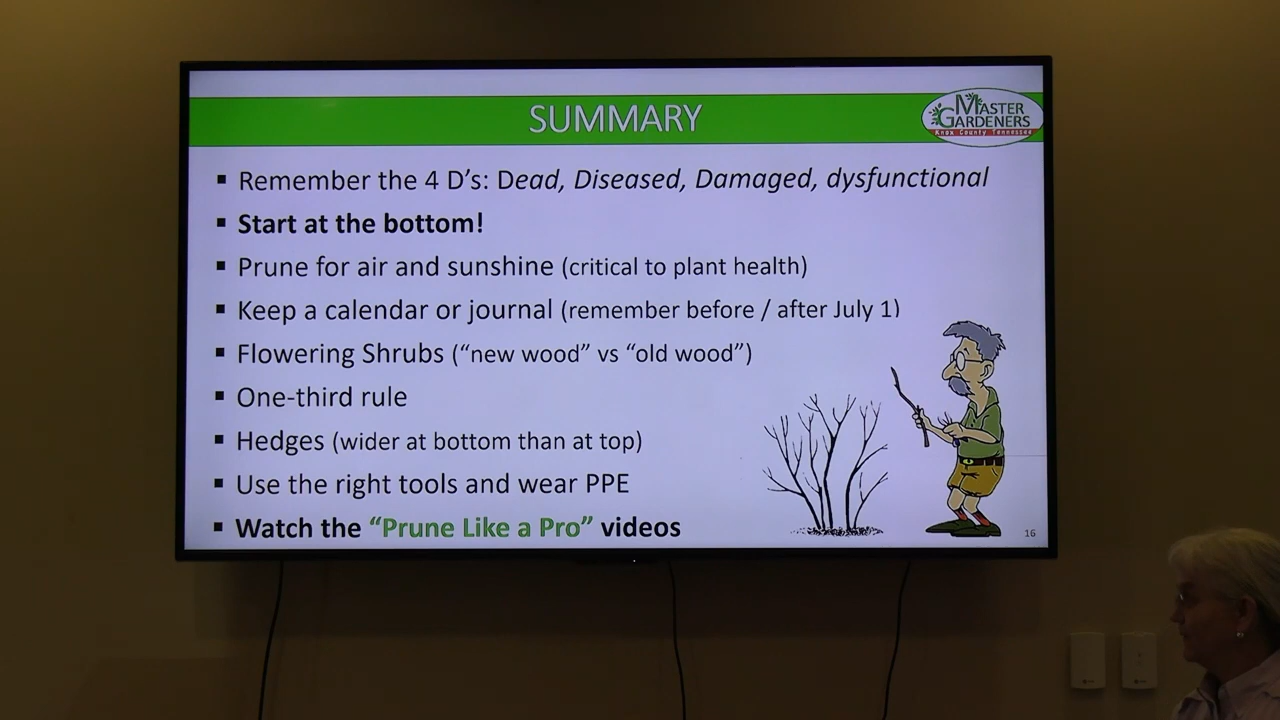 SUMMARY
MASTER
GARDENERS
Knox County Tennessee
▪ Remember the 4 D's: Dead, Diseased, Damaged, dysfunctional
▪ Start at the bottom!
▪ Prune for air and sunshine (critical to plant health)
▪ Keep a calendar or journal (remember before / after July 1)
▪ Flowering Shrubs (“new wood” vs “old wood”)
▪ One-third rule
▪ Hedges (wider at bottom than at top)
▪ Use the right tools and wear PPE
▪ Watch the “Prune Like a Pro” videos
16